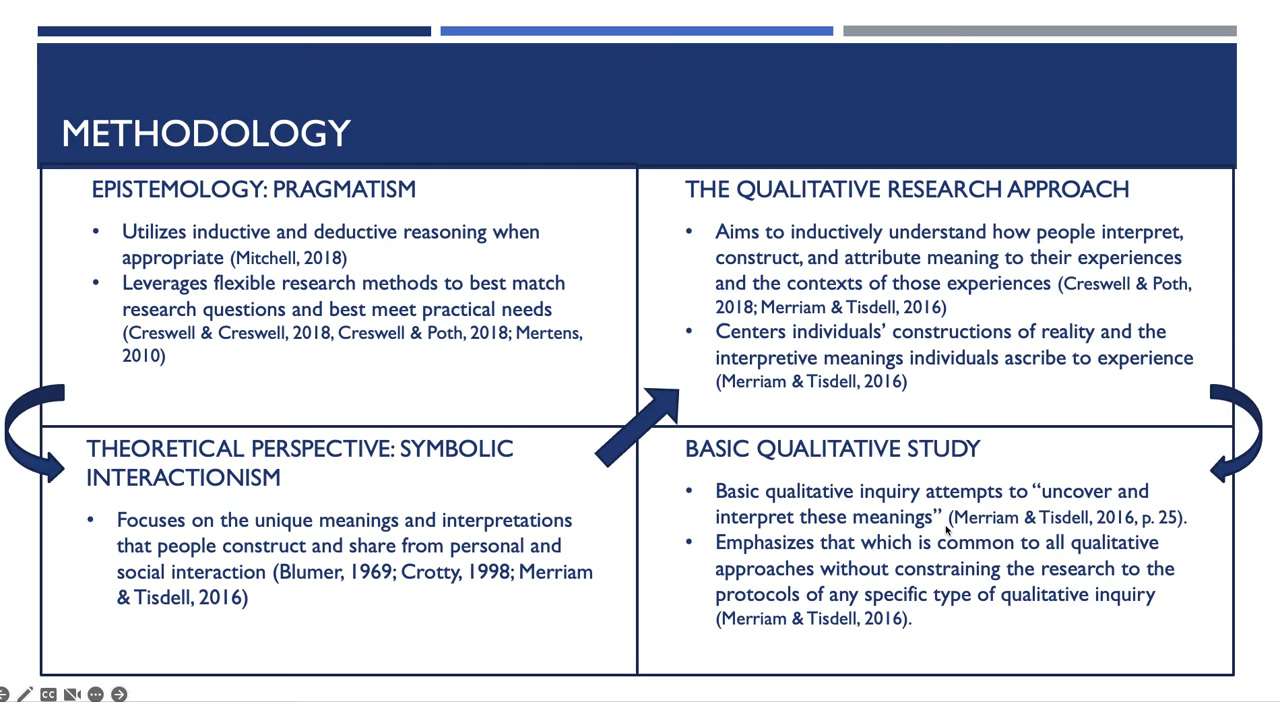 METHODOLOGY
EPISTEMOLOGY: PRAGMATISM
• Utilizes inductive and deductive reasoning when
appropriate (Mitchell, 2018)
• Leverages flexible research methods to best match
research questions and best meet practical needs
(Creswell & Creswell, 2018, Creswell & Poth, 2018; Mertens,
2010)
THEORETICAL PERSPECTIVE: SYMBOLIC
INTERACTIONISM
• Focuses on the unique meanings and interpretations
that people construct and share from personal and
social interaction (Blumer, 1969; Crotty, 1998; Merriam
& Tisdell, 2016)
THE QUALITATIVE RESEARCH APPROACH
• Aims to inductively understand how people interpret,
construct, and attribute meaning to their experiences
and the contexts of those experiences (Creswell & Poth,
2018; Merriam & Tisdell, 2016)
• Centers individuals’ constructions of reality and the
interpretive meanings individuals ascribe to experience
(Merriam & Tisdell, 2016)
BASIC QUALITATIVE STUDY
• Basic qualitative inquiry attempts to “uncover and
interpret these meanings” (Merriam & Tisdell, 2016, p. 25).
• Emphasizes that which is common to all qualitative
approaches without constraining the research to the
protocols of any specific type of qualitative inquiry
(Merriam & Tisdell, 2016).
CC